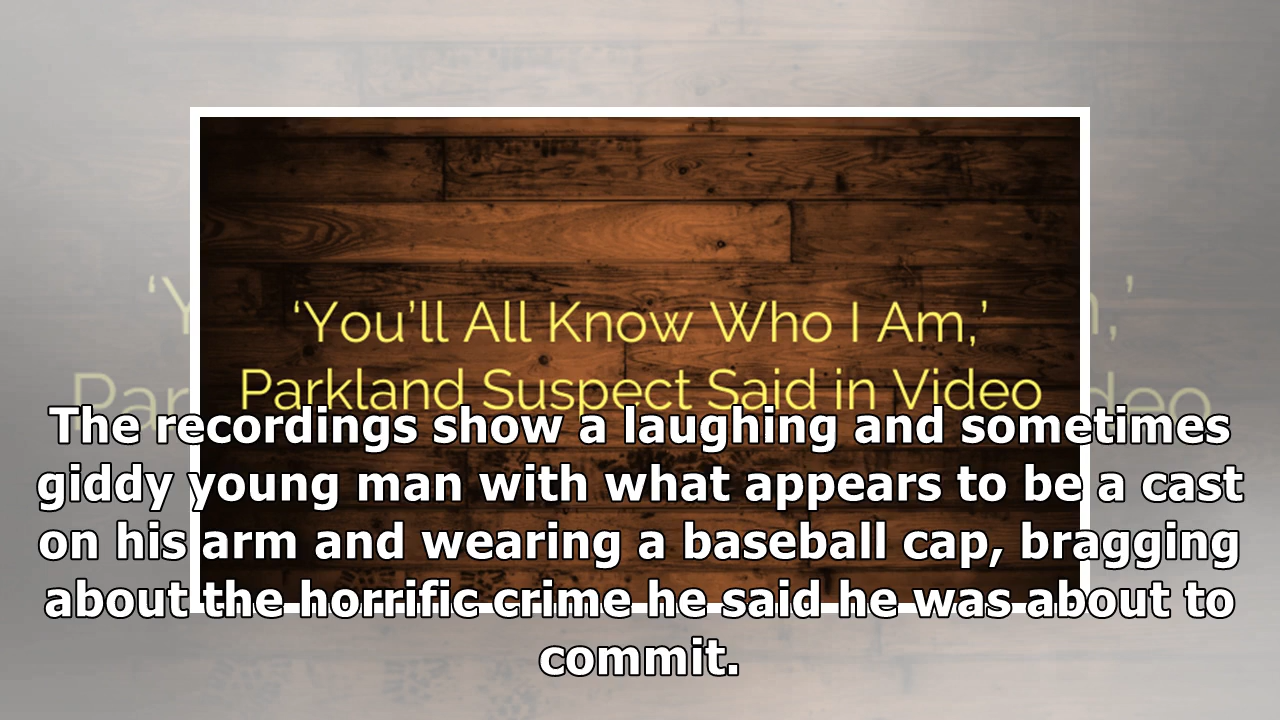 ‘You’ll All Know Who I Am,’
Parkland Suspect Said in Video
The recordings show a laughing and sometimes
giddy young man with what appears to be a cast
on his arm and wearing a baseball cap, bragging
about the horrific crime he said he was about to
commit.